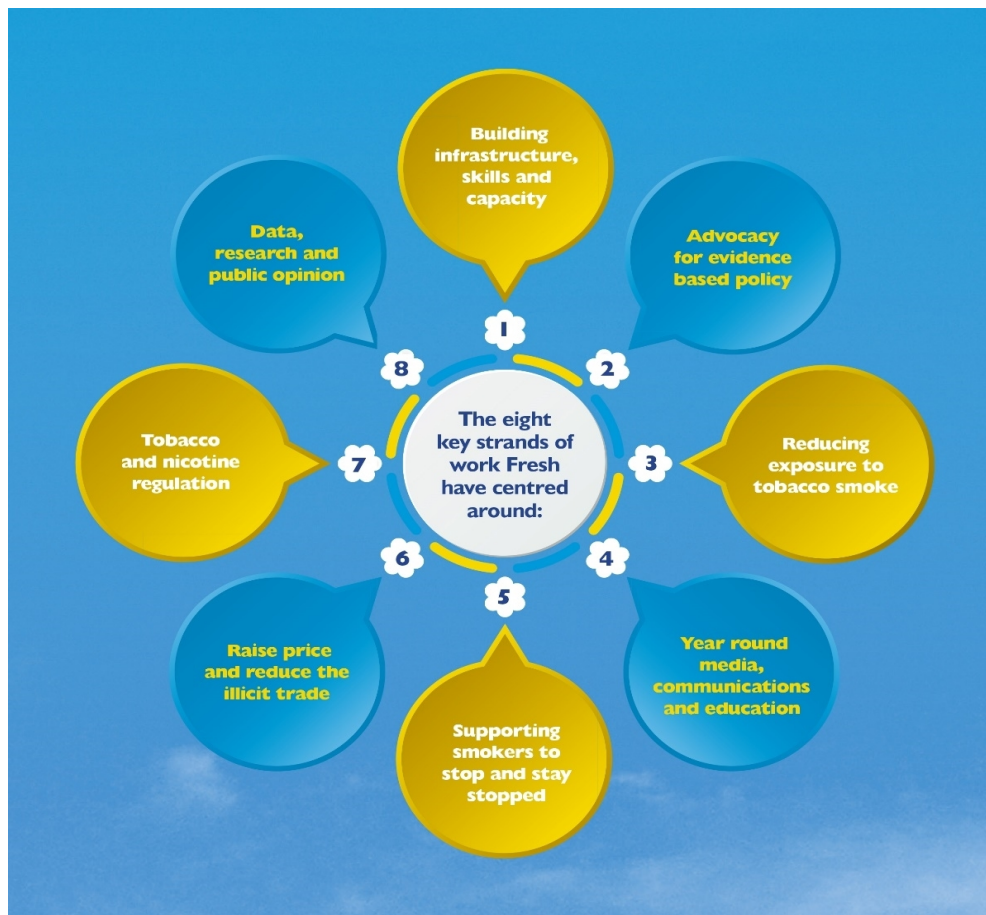 The eight
key strands of
work Fresh
have centred
around:
1
Building
infrastructure,
skills and
capacity
2
Advocacy
for evidence
based policy
3
Reducing
exposure to
tobacco smoke
4
Year round
media,
communications
and education
5
Supporting
smokers to
stop and stay
stopped
6
Raise price
and reduce the
illicit trade
7
Tobacco
and nicotine
regulation
8
Data,
research and
public opinion